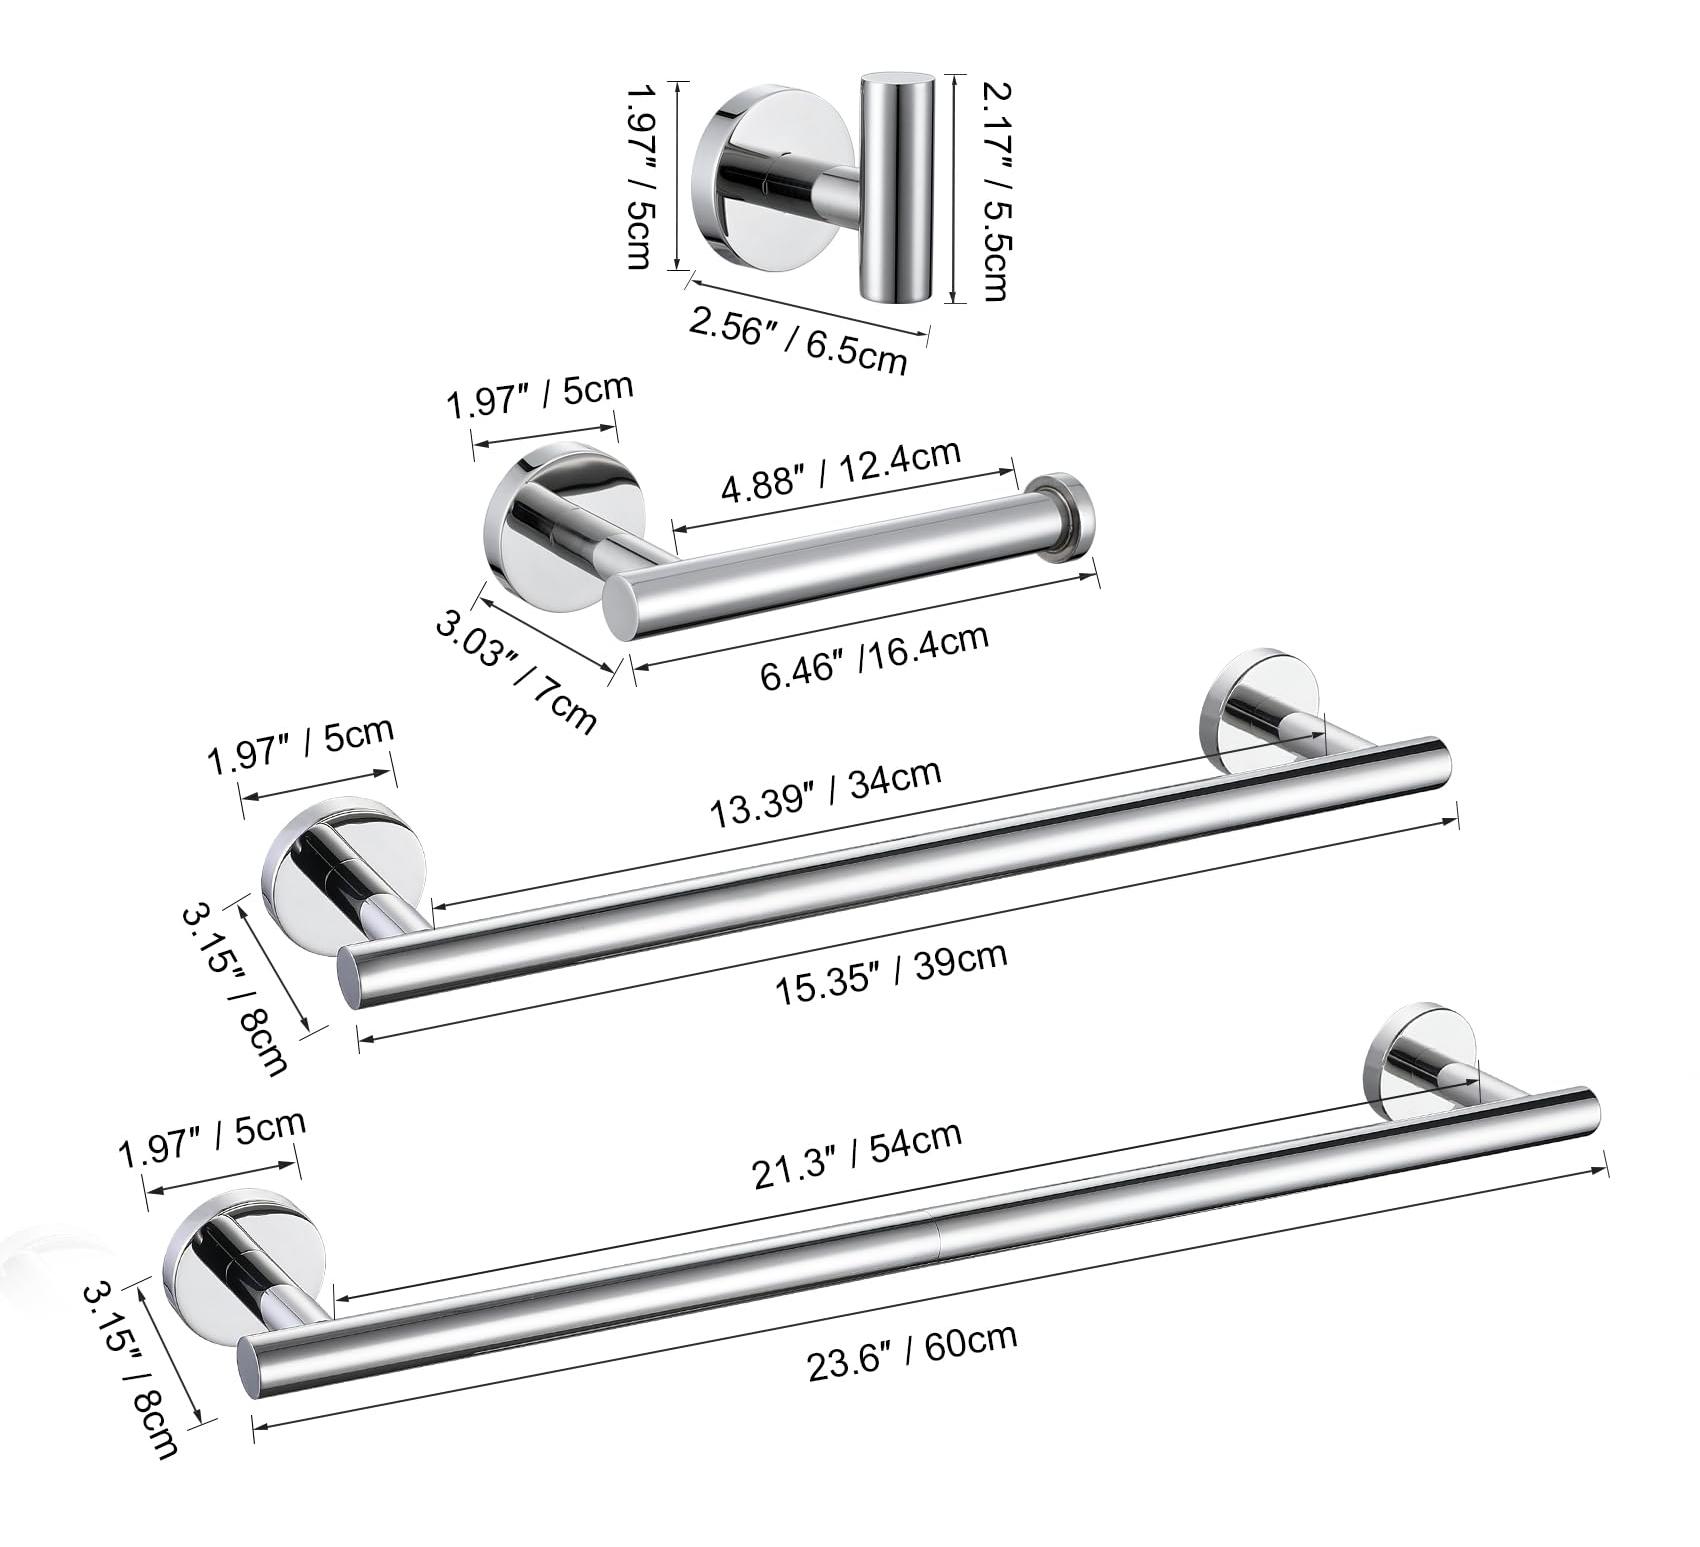 1.97" / 5cm
2.17" / 5.5cm
2.56" / 6.5cm
1.97" / 5cm
4.88" / 12.4cm
3.03" / 7cm
6.46" /16.4cm
1.97" / 5cm
13.39" / 34cm
3.15" / 8cm
15.35" / 39cm
1.97" / 5cm
21.3" / 54cm
3.15" / 8cm
23.6" / 60cm